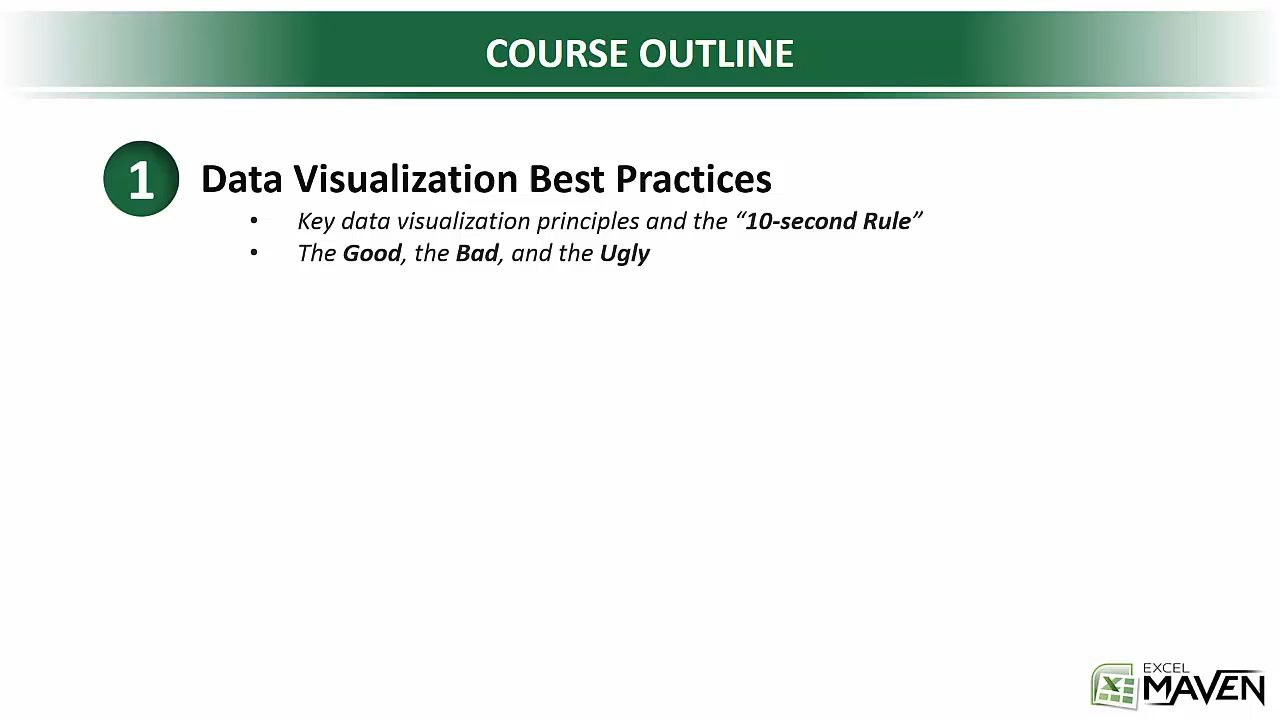 COURSE OUTLINE
1 Data Visualization Best Practices
• Key data visualization principles and the “10-second Rule”
• The Good, the Bad, and the Ugly
EXCEL
MAVEN